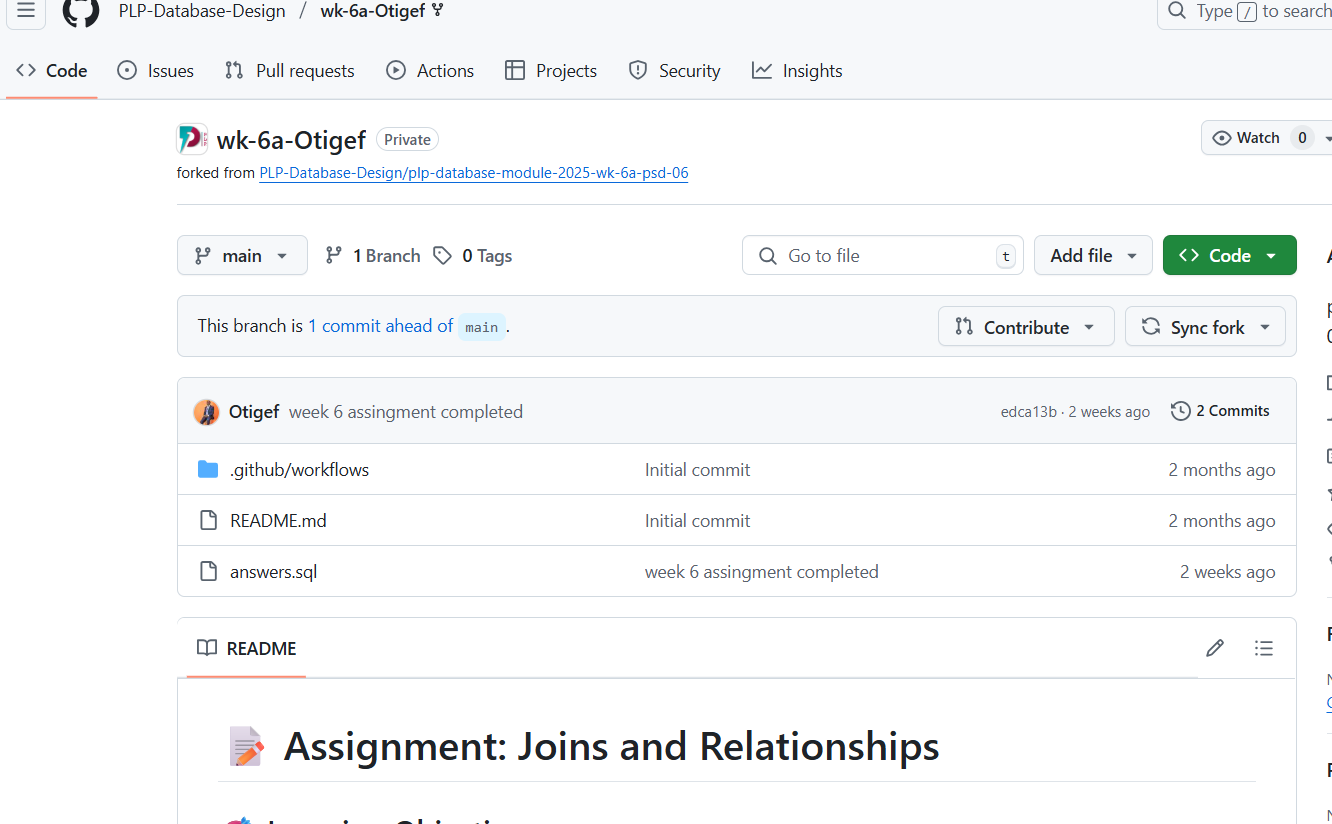 PLP-Database-Design / wk-6a-Otigef
Type / to search
Code Issues Pull requests Actions Projects Security Insights
wk-6a-Otigef Private
Watch 0
forked from PLP-Database-Design/plp-database-module-2025-wk-6a-psd-06
main 1 Branch 0 Tags Go to file t Add file Code
This branch is 1 commit ahead of main . Contribute Sync fork
Otigef week 6 assingment completed edca13b · 2 weeks ago 2 Commits
.github/workflows Initial commit 2 months ago
README.md Initial commit 2 months ago
answers.sql week 6 assingment completed 2 weeks ago
README
Assignment: Joins and Relationships